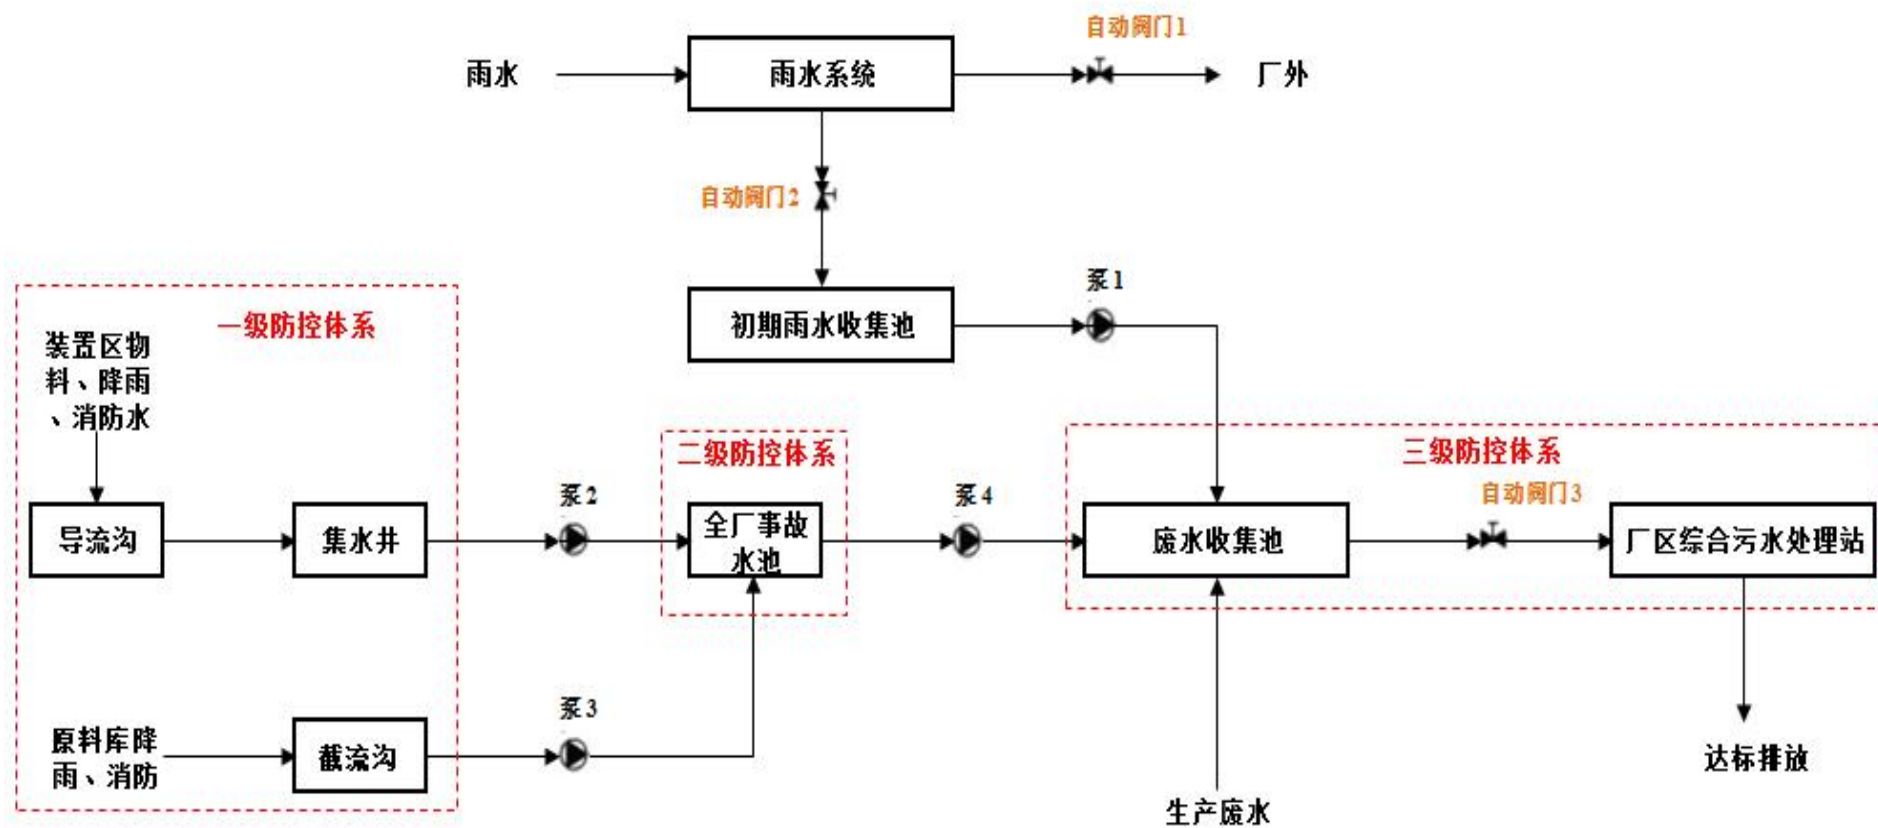 自动阀门1
雨水
雨水系统
厂外
自动阀门2
泵1
初期雨水收集池
一级防控体系
装置区物
料、降雨
、消防水
二级防控体系
三级防控体系
泵2
泵4
自动阀门3
导流沟
集水井
全厂事故
水池
废水收集池
厂区综合污水处理站
泵3
原料库降
雨、消防
截流沟
达标排放
生产废水